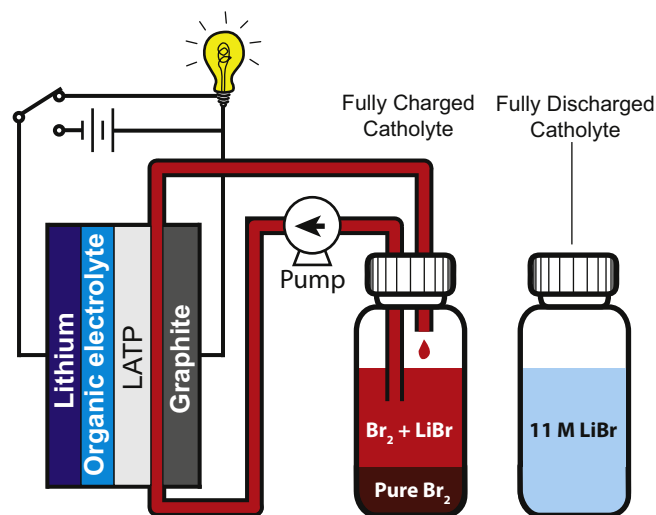 Fully Charged
Catholyte
Fully Discharged
Catholyte
Pump
Lithium
Organic electrolyte
LATP
Graphite
Br₂ + LiBr
Pure Br₂
11 M LiBr